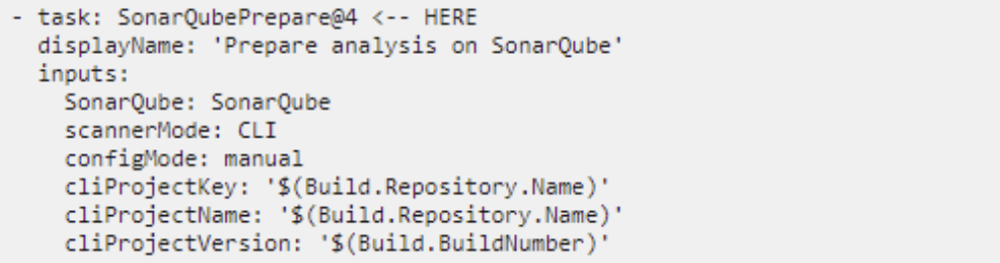 - task: SonarQubePrepare@4 <-- HERE
  displayName: 'Prepare analysis on SonarQube'
  inputs:
    SonarQube: SonarQube
    scannerMode: CLI
    configMode: manual
    cliProjectKey: '$(Build.Repository.Name)'
    cliProjectName: '$(Build.Repository.Name)'
    cliProjectVersion: '$(Build.BuildNumber)'